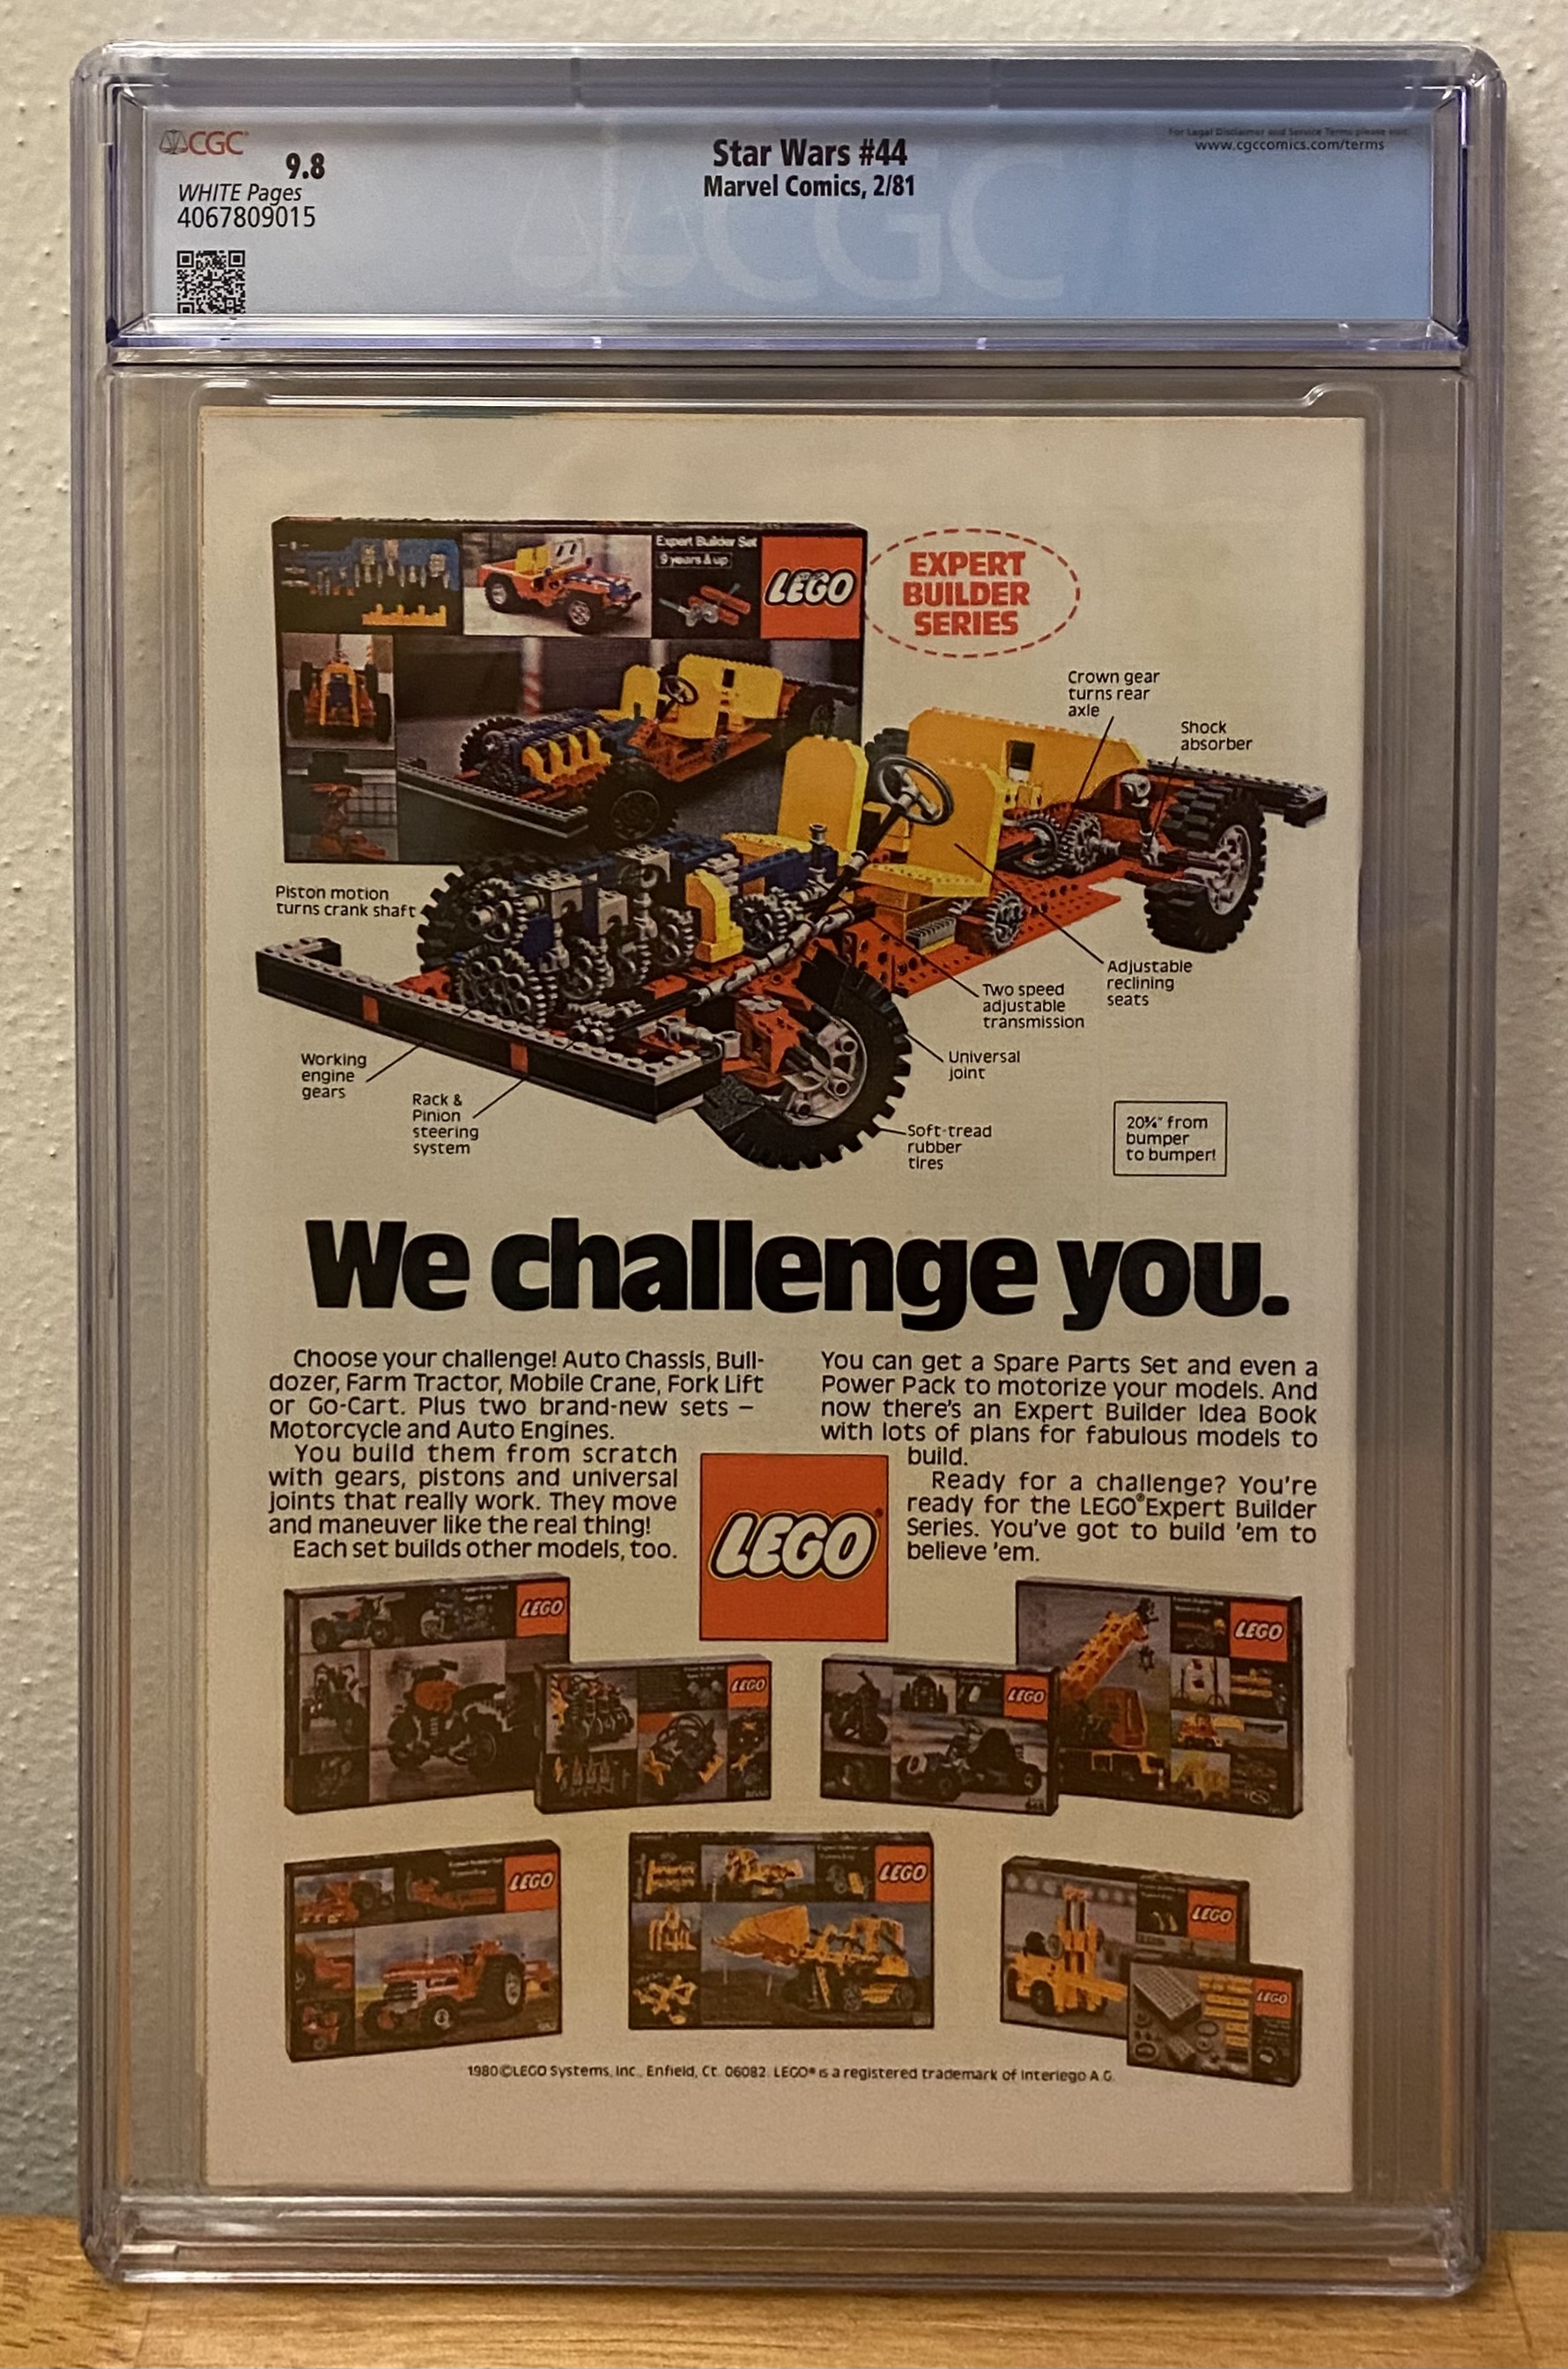 CGC
9.8
WHITE Pages
4067809015
Star Wars #44
Marvel Comics, 2/81
For Legal Disclaimer and Service Terms please visit:
www.cgccomics.com/terms
CGC
Expert Builder Set
9 years & up
LEGO
EXPERT
BUILDER
SERIES
Crown gear
turns rear
axle
Shock
absorber
Piston motion
turns crank shaft
Adjustable
reclining
seats
Two speed
adjustable
transmission
Universal
joint
Working
engine
gears
Rack &
Pinion
steering
system
Soft-tread
rubber
tires
20¾" from
bumper
to bumper!
We challenge you.
Choose your challenge! Auto Chassis, Bull-
dozer, Farm Tractor, Mobile Crane, Fork Lift
or Go-Cart. Plus two brand-new sets –
Motorcycle and Auto Engines.
You build them from scratch
with gears, pistons and universal
joints that really work. They move
and maneuver like the real thing!
Each set builds other models, too.
You can get a Spare Parts Set and even a
Power Pack to motorize your models. And
now there's an Expert Builder Idea Book
with lots of plans for fabulous models to
build.
Ready for a challenge? You're
ready for the LEGO® Expert Builder
Series. You've got to build 'em to
believe 'em.
LEGO®
LEGO
LEGO
LEGO
LEGO
LEGO
LEGO
LEGO
LEGO
1980©LEGO Systems, Inc., Enfield, Ct. 06082. LEGO® is a registered trademark of Interlego A.G.